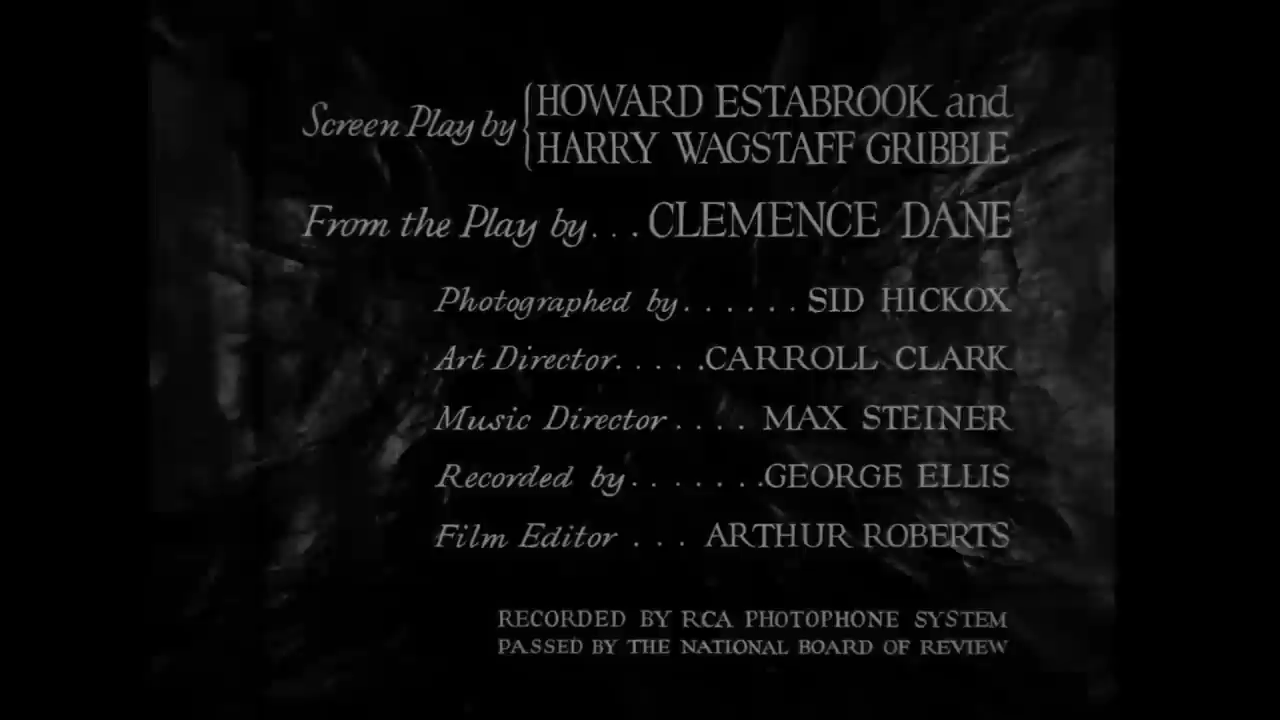 Screen Play by { HOWARD ESTABROOK and
HARRY WAGSTAFF GRIBBLE
From the Play by. . . CLEMENCE DANE
Photographed by. . . . . . SID HICKOX
Art Director. . . . . CARROLL CLARK
Music Director . . . . MAX STEINER
Recorded by. . . . . . . GEORGE ELLIS
Film Editor . . . ARTHUR ROBERTS
RECORDED BY RCA PHOTOPHONE SYSTEM
PASSED BY THE NATIONAL BOARD OF REVIEW